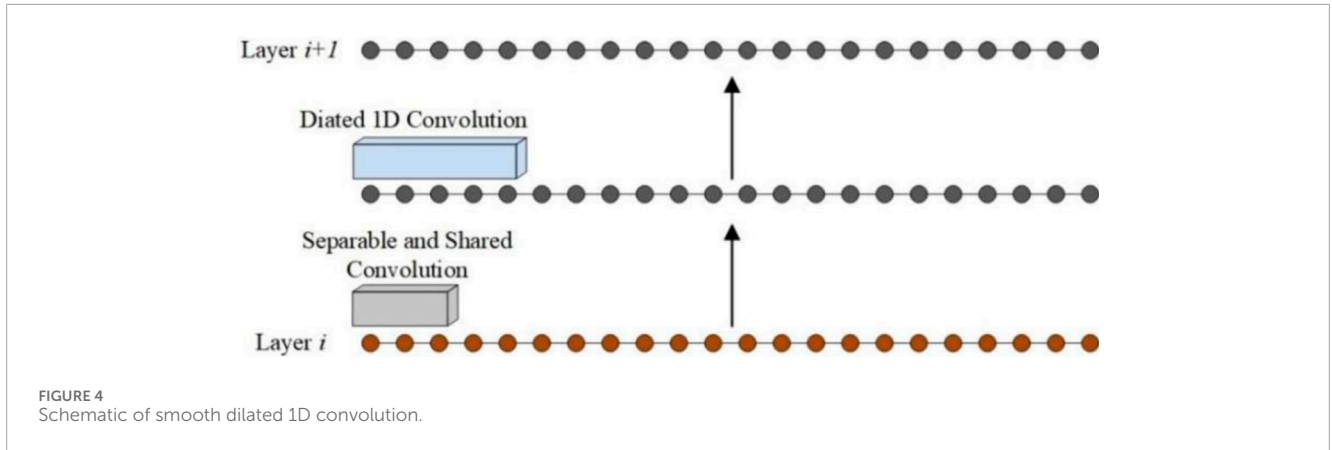 Layer i+1
Diated 1D Convolution
Separable and Shared
Convolution
Layer i
FIGURE 4
Schematic of smooth dilated 1D convolution.